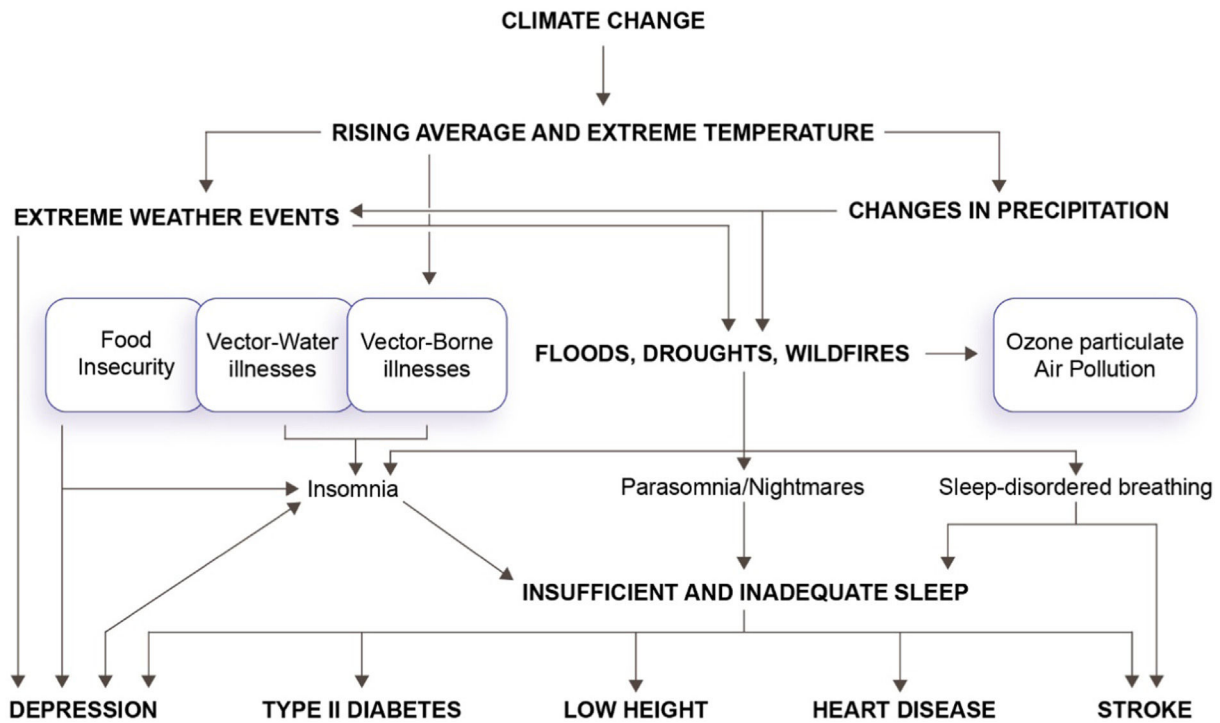 CLIMATE CHANGE
RISING AVERAGE AND EXTREME TEMPERATURE
EXTREME WEATHER EVENTS
CHANGES IN PRECIPITATION
Food
Insecurity
Vector-Water
illnesses
Vector-Borne
illnesses
FLOODS, DROUGHTS, WILDFIRES
Ozone particulate
Air Pollution
Insomnia
Parasomnia/Nightmares
Sleep-disordered breathing
INSUFFICIENT AND INADEQUATE SLEEP
DEPRESSION
TYPE II DIABETES
LOW HEIGHT
HEART DISEASE
STROKE